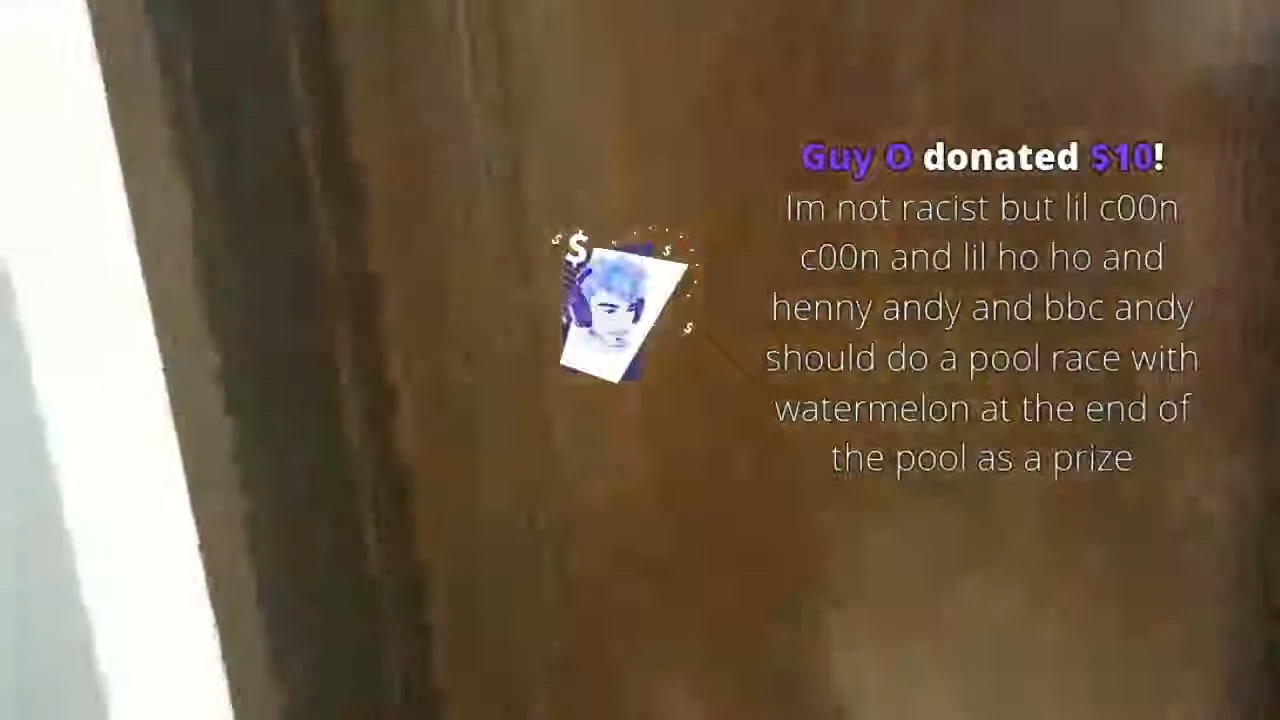 Guy O donated $10!
Im not racist but lil c00n
c00n and lil ho ho and
henny andy and bbc andy
should do a pool race with
watermelon at the end of
the pool as a prize